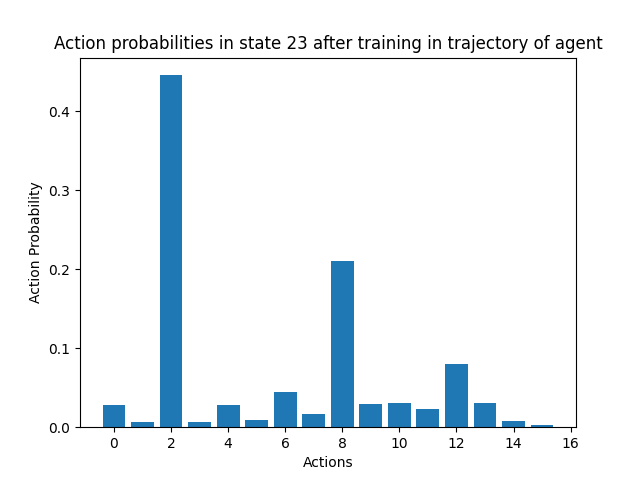 Action probabilities in state 23 after training in trajectory of agent
Action Probability
0.4
0.3
0.2
0.1
0.0
0 2 4 6 8 10 12 14 16
Actions